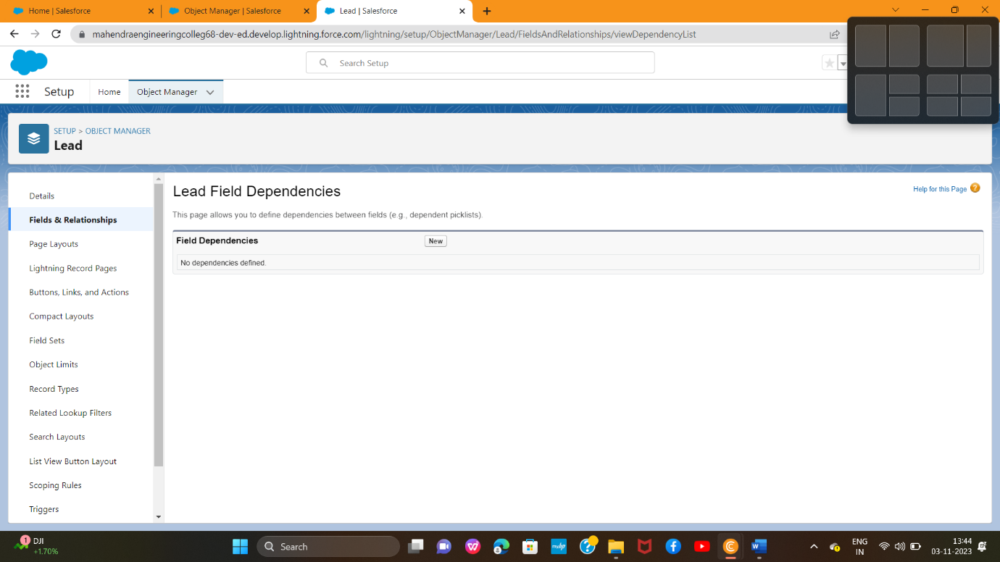 Home | Salesforce
Object Manager | Salesforce
Lead | Salesforce
mahendraengineeringcolleg68-dev-ed.develop.lightning.force.com/lightning/setup/ObjectManager/Lead/FieldsAndRelationships/viewDependencyList
Search Setup
Setup
Home
Object Manager
SETUP > OBJECT MANAGER
Lead
Details
Fields & Relationships
Page Layouts
Lightning Record Pages
Buttons, Links, and Actions
Compact Layouts
Field Sets
Object Limits
Record Types
Related Lookup Filters
Search Layouts
List View Button Layout
Scoping Rules
Triggers
Lead Field Dependencies
Help for this Page ?
This page allows you to define dependencies between fields (e.g., dependent picklists).
Field Dependencies
New
No dependencies defined.
1
DJI
+1.70%
Search
myhp
W
ENG
IN
13:44
03-11-2023